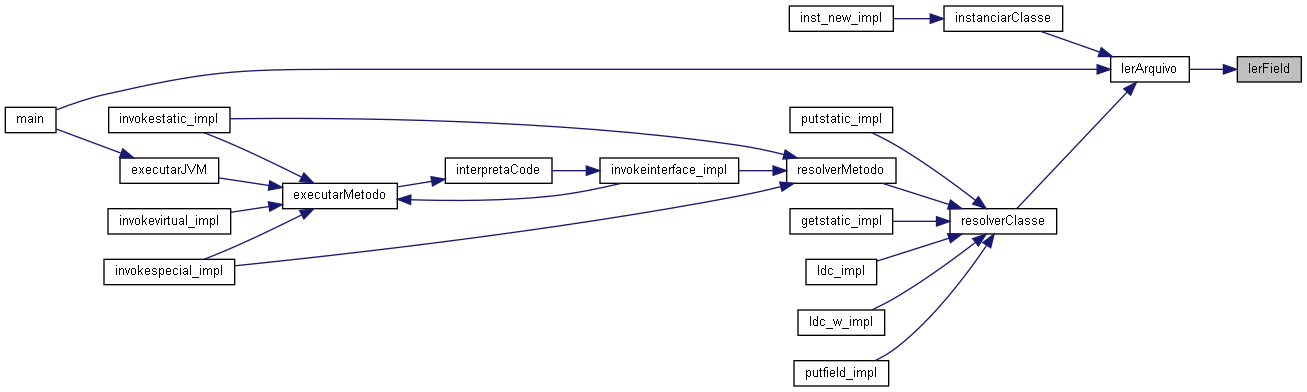 inst_new_impl
instanciarClasse
lerArquivo
lerField
main
invokestatic_impl
putstatic_impl
executarJVM
interpretaCode
invokeinterface_impl
resolverMetodo
executarMetodo
invokevirtual_impl
getstatic_impl
resolverClasse
invokespecial_impl
ldc_impl
ldc_w_impl
putfield_impl